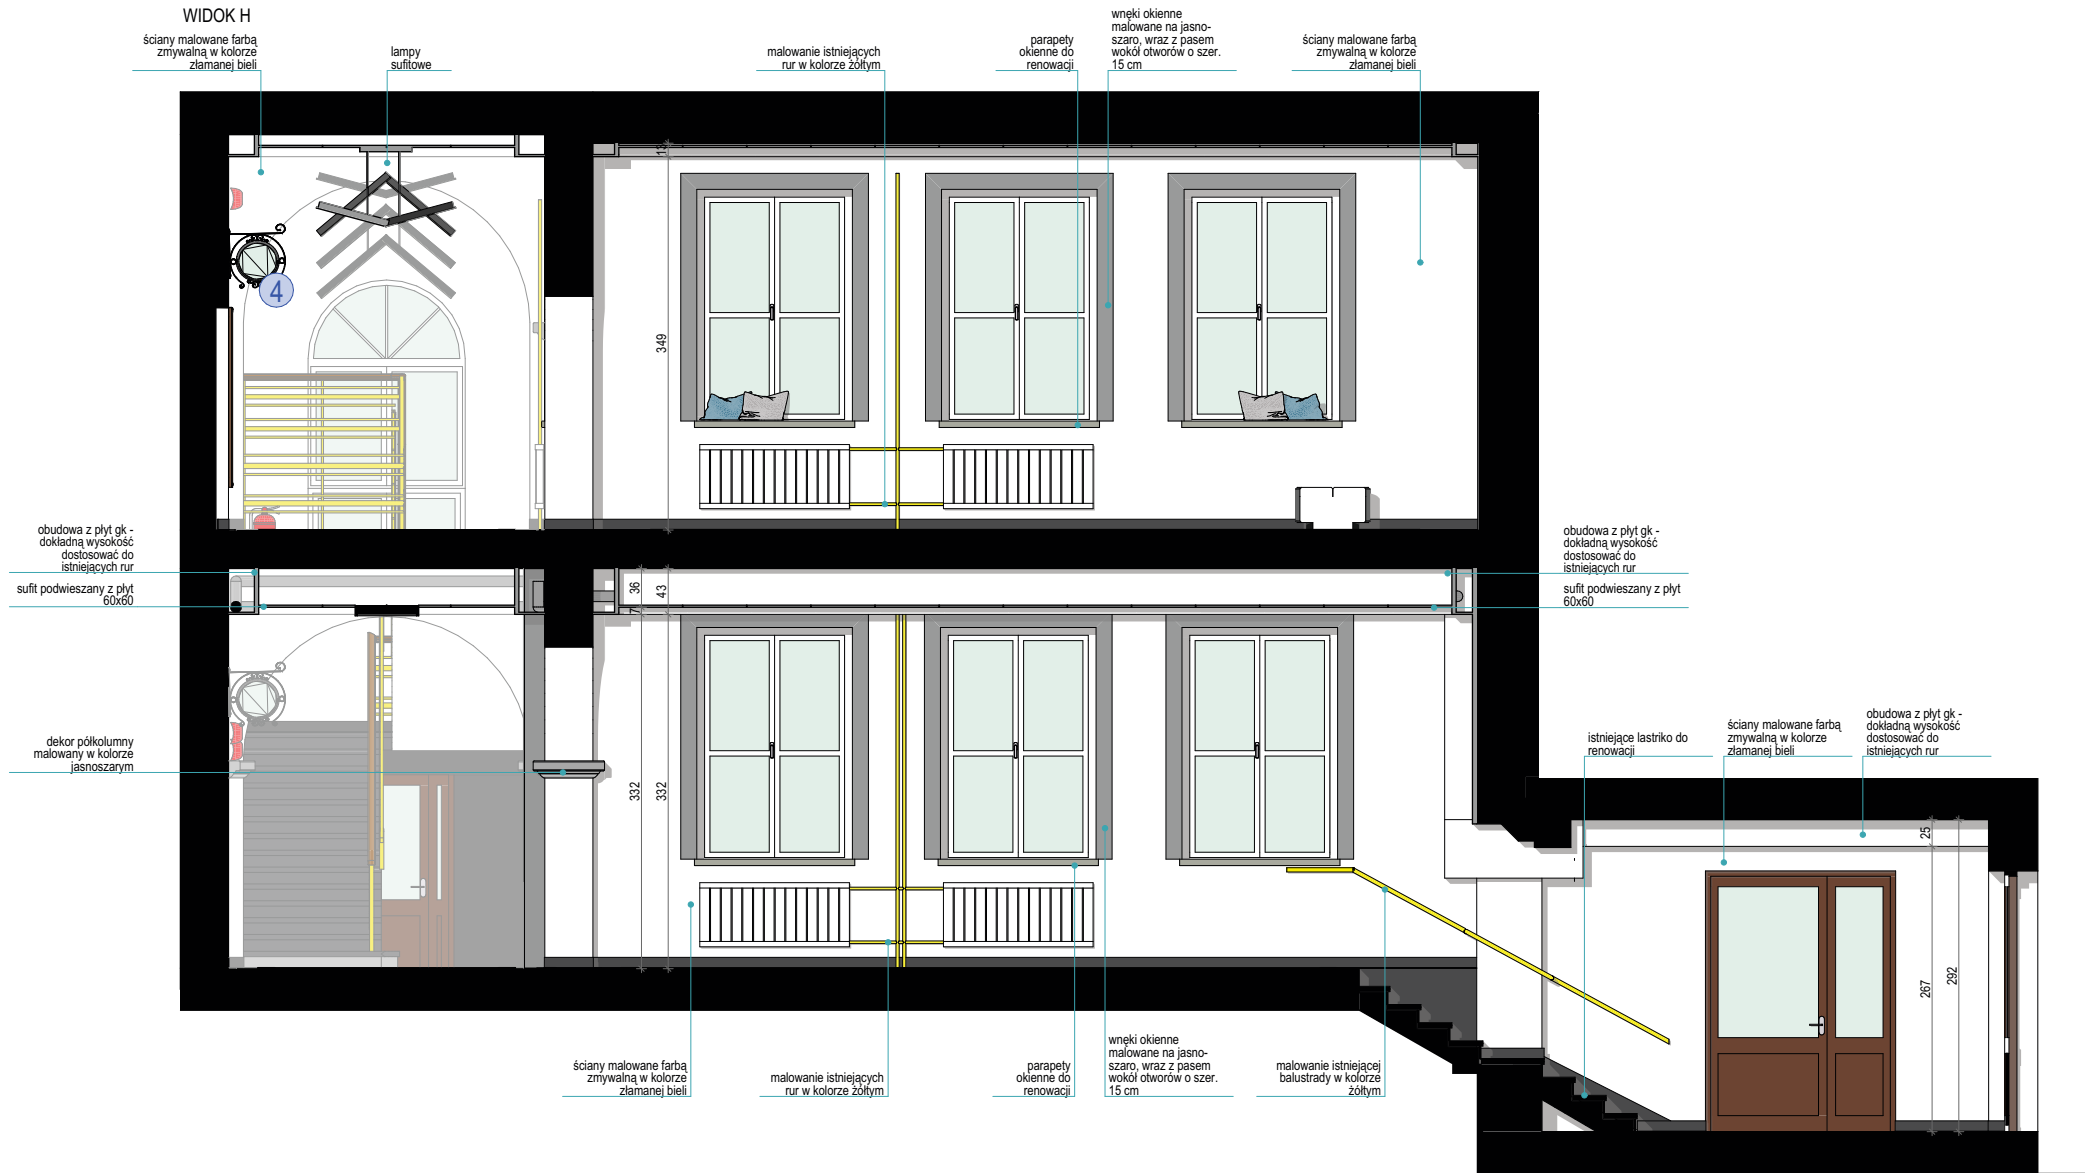 WIDOK H
ściany malowane farbą
zmywalną w kolorze
złamanej bieli
lampy
sufitowe
malowanie istniejących
rur w kolorze żółtym
parapety
okienne do
renowacji
wnęki okienne
malowane na jasno-
szaro, wraz z pasem
wokół otworów o szer.
15 cm
ściany malowane farbą
zmywalną w kolorze
złamanej bieli
13
349
4
obudowa z płyt gk -
dokładną wysokość
dostosować do
istniejących rur
sufit podwieszany z płyt
60x60
obudowa z płyt gk -
dokładną wysokość
dostosować do
istniejących rur
sufit podwieszany z płyt
60x60
36
43
7
332
332
dekor półkolumny
malowany w kolorze
jasnoszarym
istniejące lastriko do
renowacji
ściany malowane farbą
zmywalną w kolorze
złamanej bieli
obudowa z płyt gk -
dokładną wysokość
dostosować do
istniejących rur
25
267
292
ściany malowane farbą
zmywalną w kolorze
złamanej bieli
malowanie istniejących
rur w kolorze żółtym
parapety
okienne do
renowacji
wnęki okienne
malowane na jasno-
szaro, wraz z pasem
wokół otworów o szer.
15 cm
malowanie istniejącej
balustrady w kolorze
żółtym